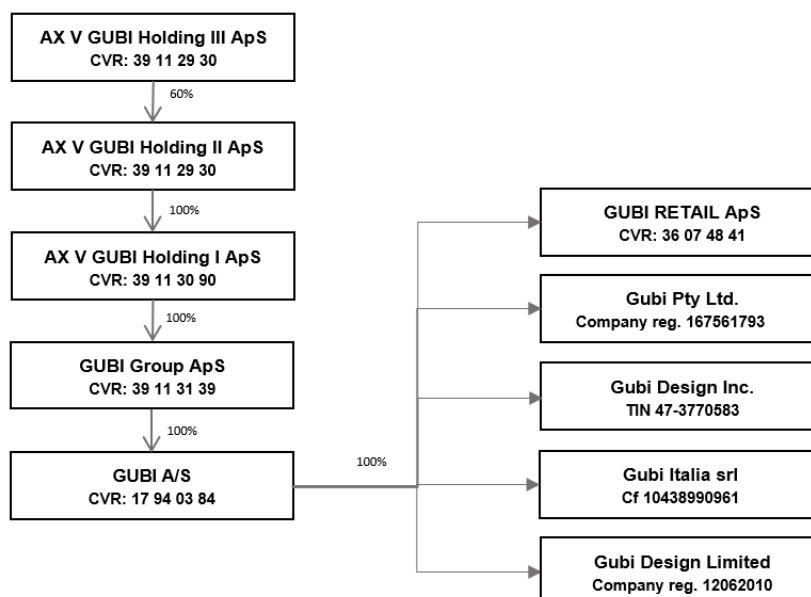 AX V GUBI Holding III ApS
CVR: 39 11 29 30
60%
AX V GUBI Holding II ApS
CVR: 39 11 29 30
100%
AX V GUBI Holding I ApS
CVR: 39 11 30 90
100%
GUBI Group ApS
CVR: 39 11 31 39
100%
GUBI A/S
CVR: 17 94 03 84
100%
GUBI RETAIL ApS
CVR: 36 07 48 41
Gubi Pty Ltd.
Company reg. 167561793
Gubi Design Inc.
TIN 47-3770583
Gubi Italia srl
Cf 10438990961
Gubi Design Limited
Company reg. 12062010